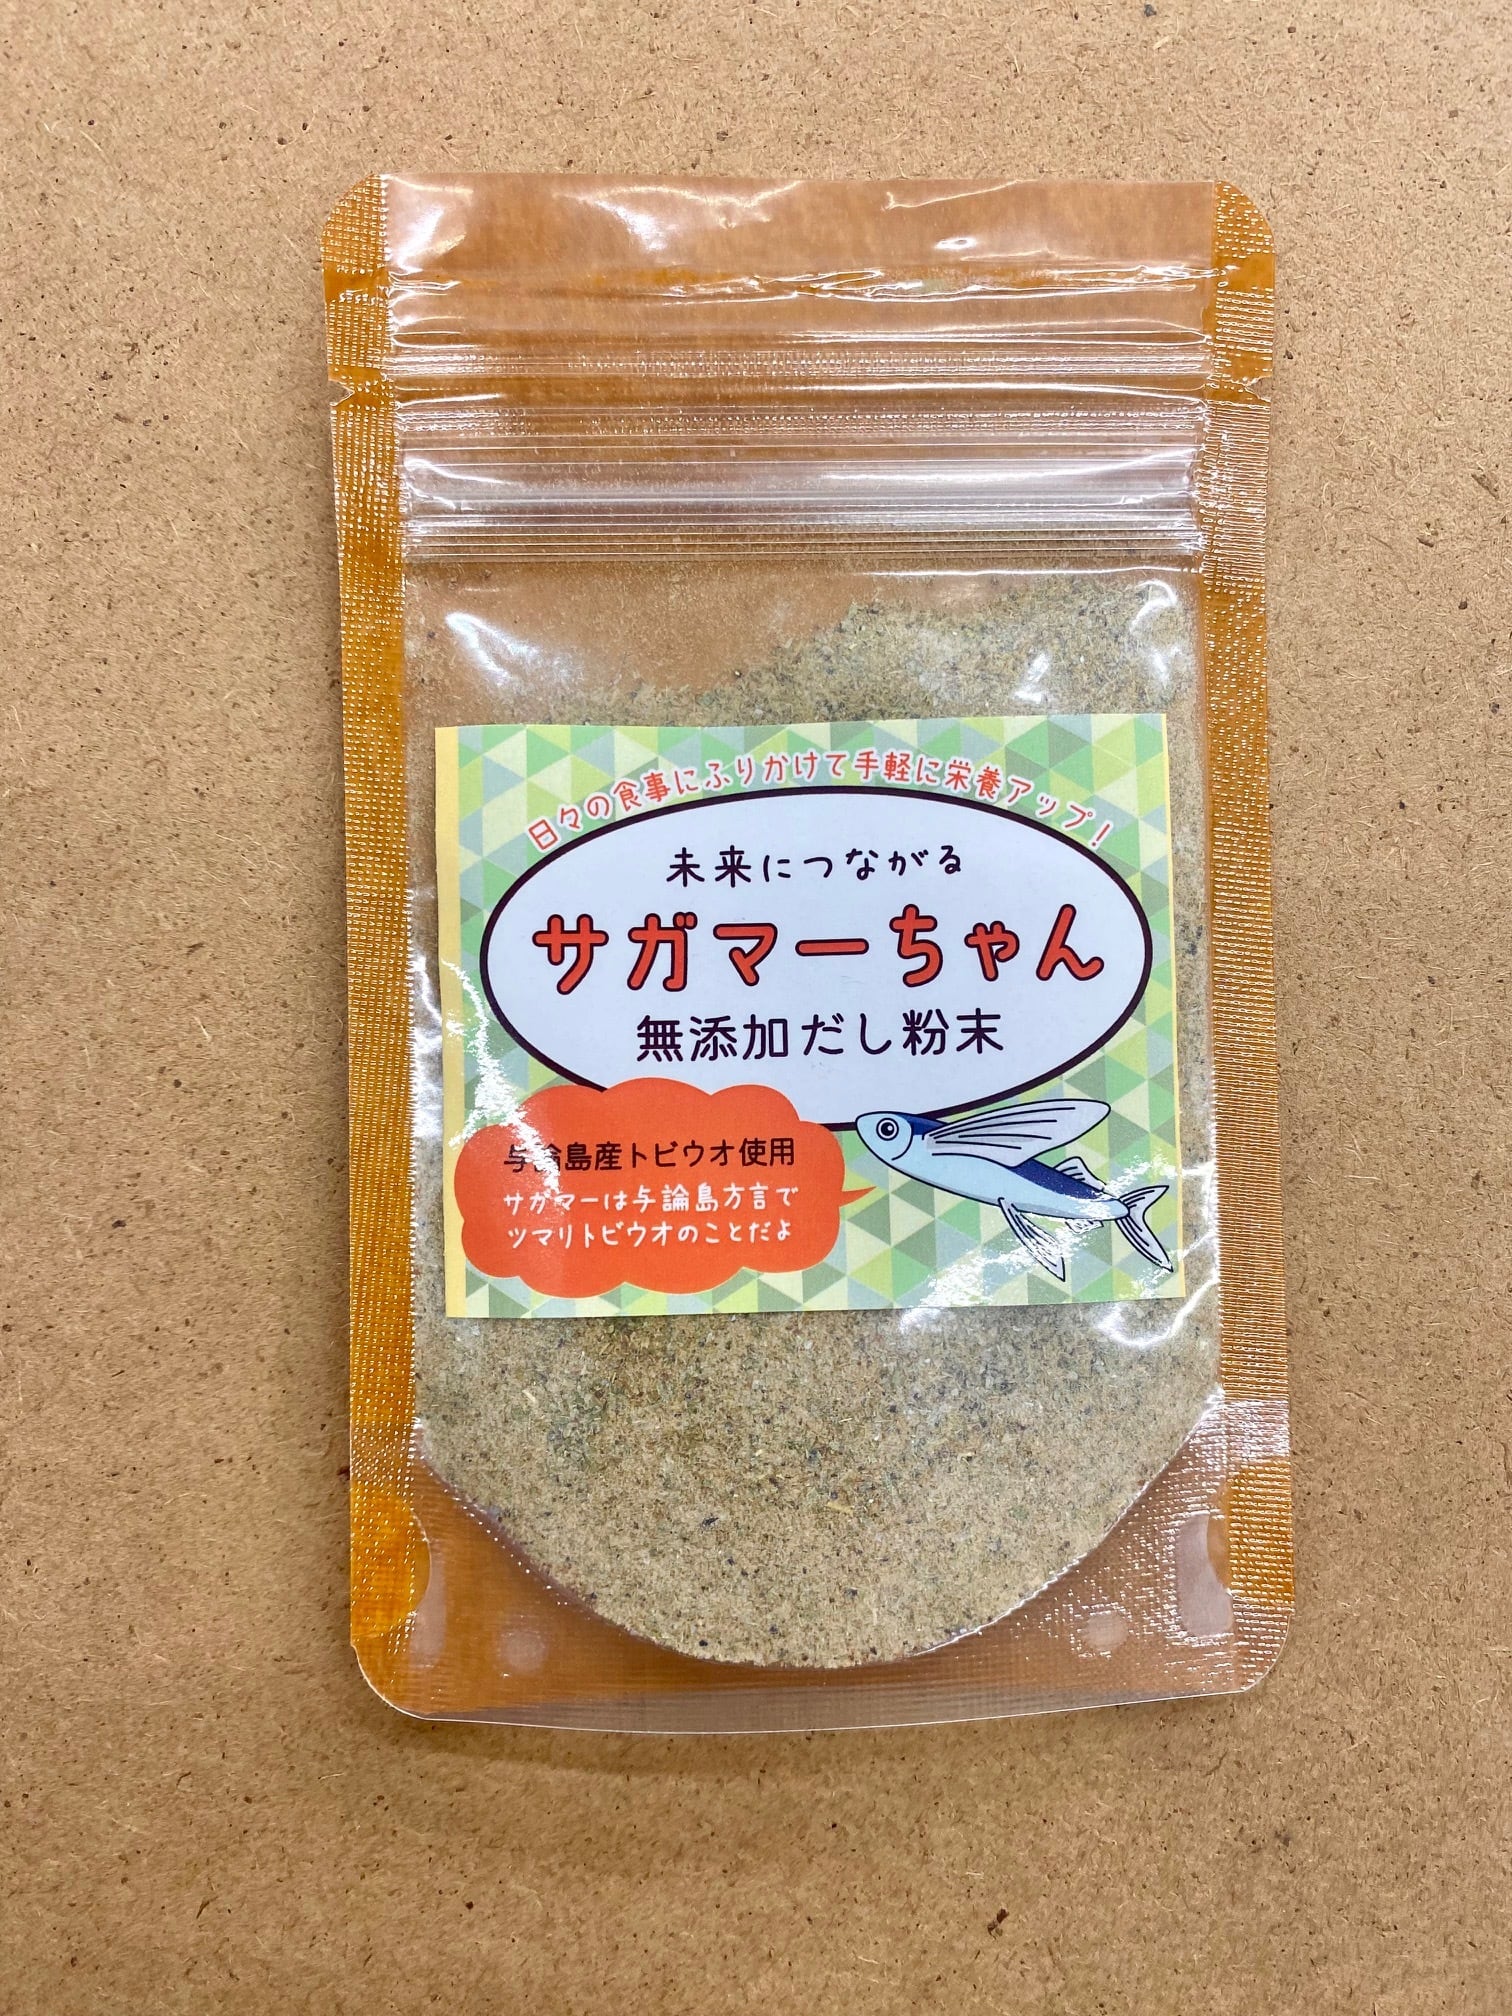 日々の食事にふりかけて手軽に栄養アップ！
未来につながる
サガマーちゃん
無添加だし粉末
与論島産トビウオ使用
サガマーは与論島方言で
ツマリトビウオのことだよ